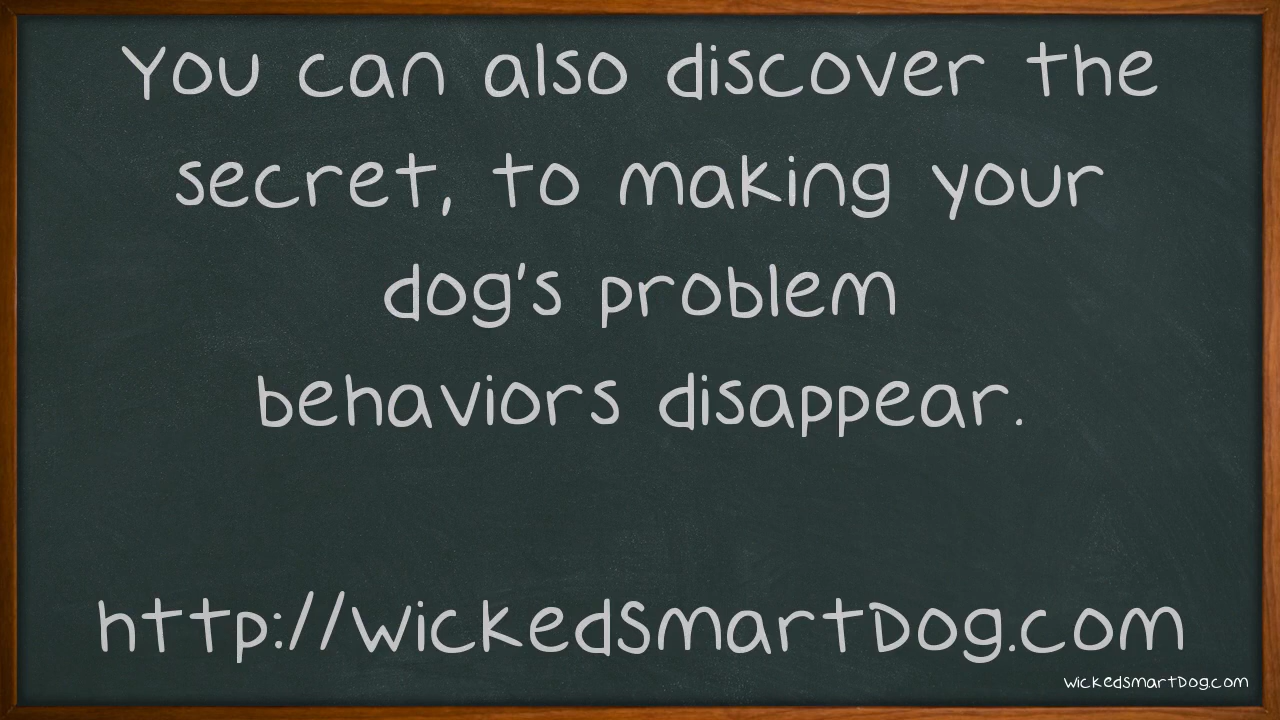 You can also discover the
secret, to making your
dog's problem
behaviors disappear.
http://WickedSmartDog.com
WickedSmartDog.com